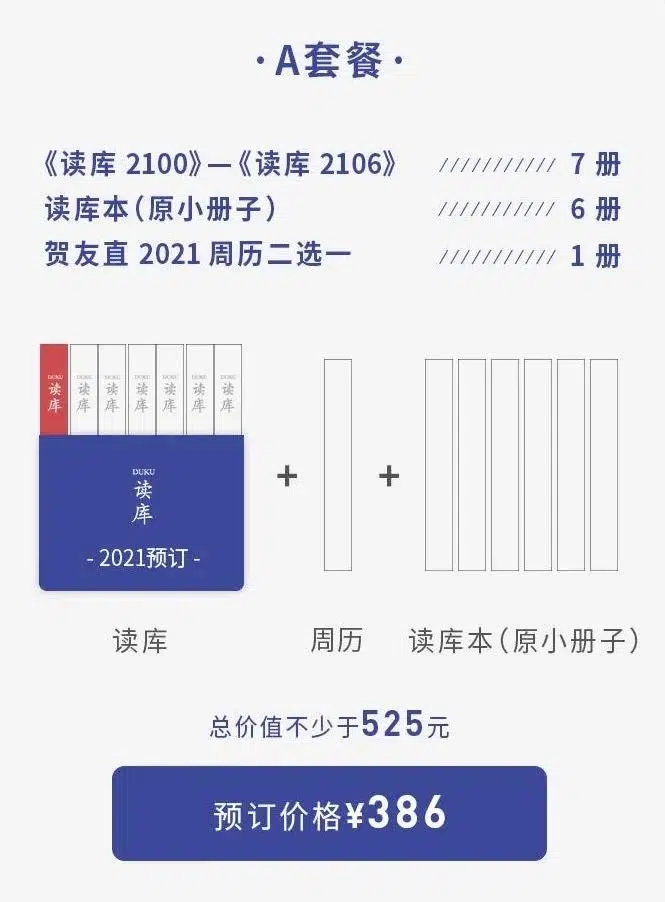 ·A套餐·
《读库 2100》—《读库 2106》 /////////// 7 册
读库本（原小册子） /////////// 6 册
贺友直 2021 周历二选一 /////////// 1 册
DUKU DUKU DUKU DUKU DUKU DUKU DUKU
读库 读库 读库 读库 读库 读库 读库
DUKU
读
库
- 2021预订 -
+ +
读库 周历 读库本（原小册子）
总价值不少于525元
预订价格¥386